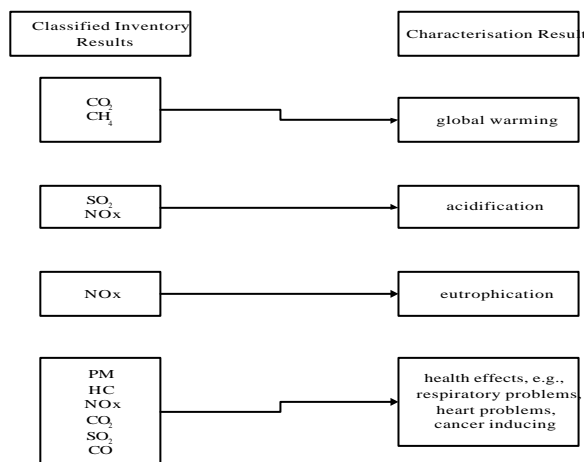 Classified Inventory
Results
Characterisation Result
CO₂
CH₄
global warming
SO₂
NOx
acidification
NOx
eutrophication
PM
HC
NOx
CO₂
SO₂
CO
health effects, e.g.,
respiratory problems,
heart problems,
cancer inducing